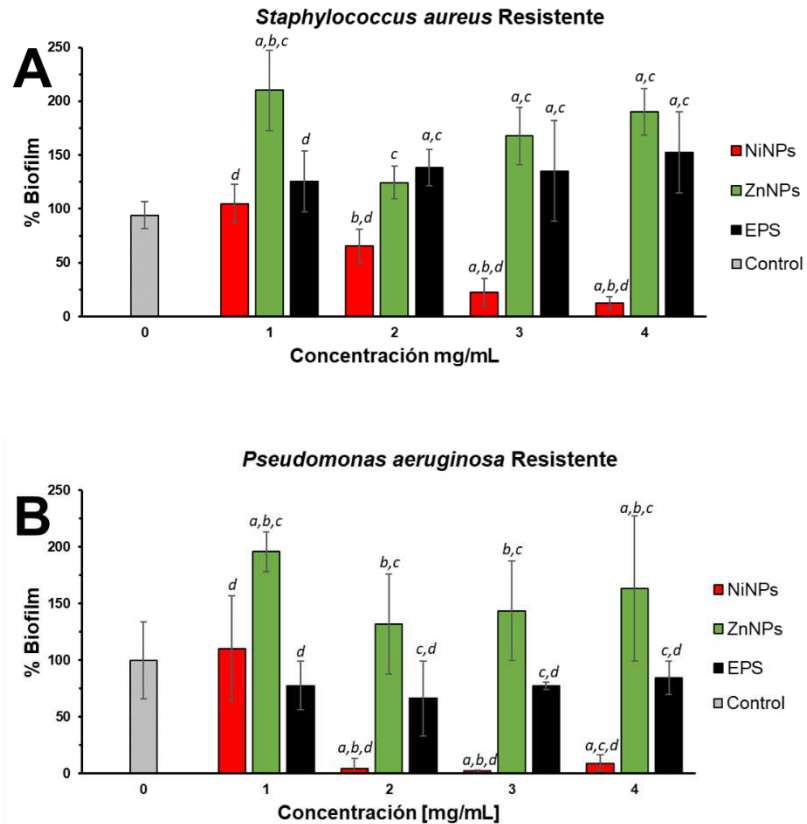 Staphylococcus aureus Resistente
A
250
200
150
100
50
0
% Biofilm
a,b,c
d
d
b,d
c
a,c
a,b,d
a,c
a,c
a,b,d
a,c
a,c
0 1 2 3 4
Concentración mg/mL
NiNPs
ZnNPs
EPS
Control
Pseudomonas aeruginosa Resistente
B
250
200
150
100
50
0
% Biofilm
d
a,b,c
d
a,b,d
b,c
c,d
a,b,d
b,c
c,d
a,c,d
a,b,c
c,d
0 1 2 3 4
Concentración [mg/mL]
NiNPs
ZnNPs
EPS
Control